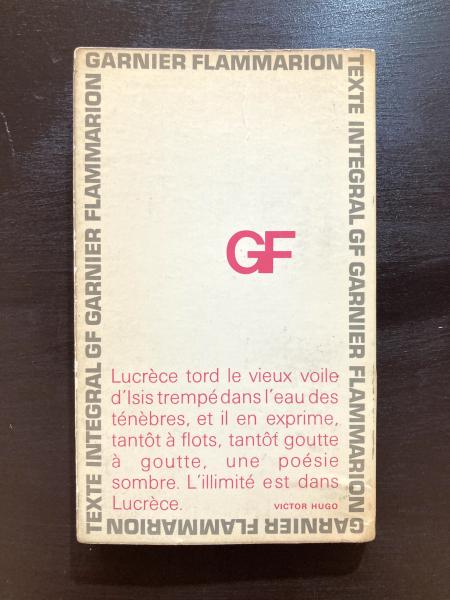 GARNIER FLAMMARION
TEXTE INTEGRAL GF GARNIER FLAMMARION
GARNIER FLAMMARION
TEXTE INTEGRAL GF GARNIER FLAMMARION
GF
Lucrèce tord le vieux voile
d'Isis trempé dans l'eau des
ténèbres, et il en exprime,
tantôt à flots, tantôt goutte
à goutte, une poésie
sombre. L'illimité est dans
Lucrèce.
VICTOR HUGO